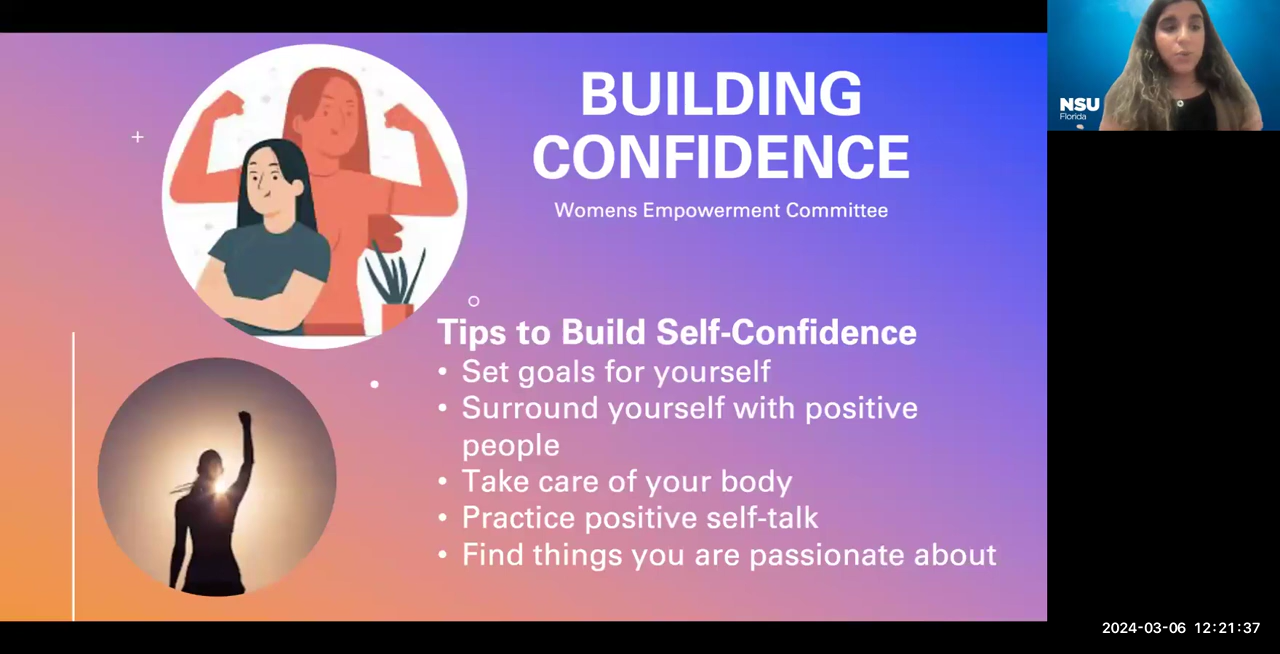 BUILDING
CONFIDENCE
Womens Empowerment Committee
Tips to Build Self-Confidence
• Set goals for yourself
• Surround yourself with positive
people
• Take care of your body
• Practice positive self-talk
• Find things you are passionate about
NSU
Florida
2024-03-06 12:21:37